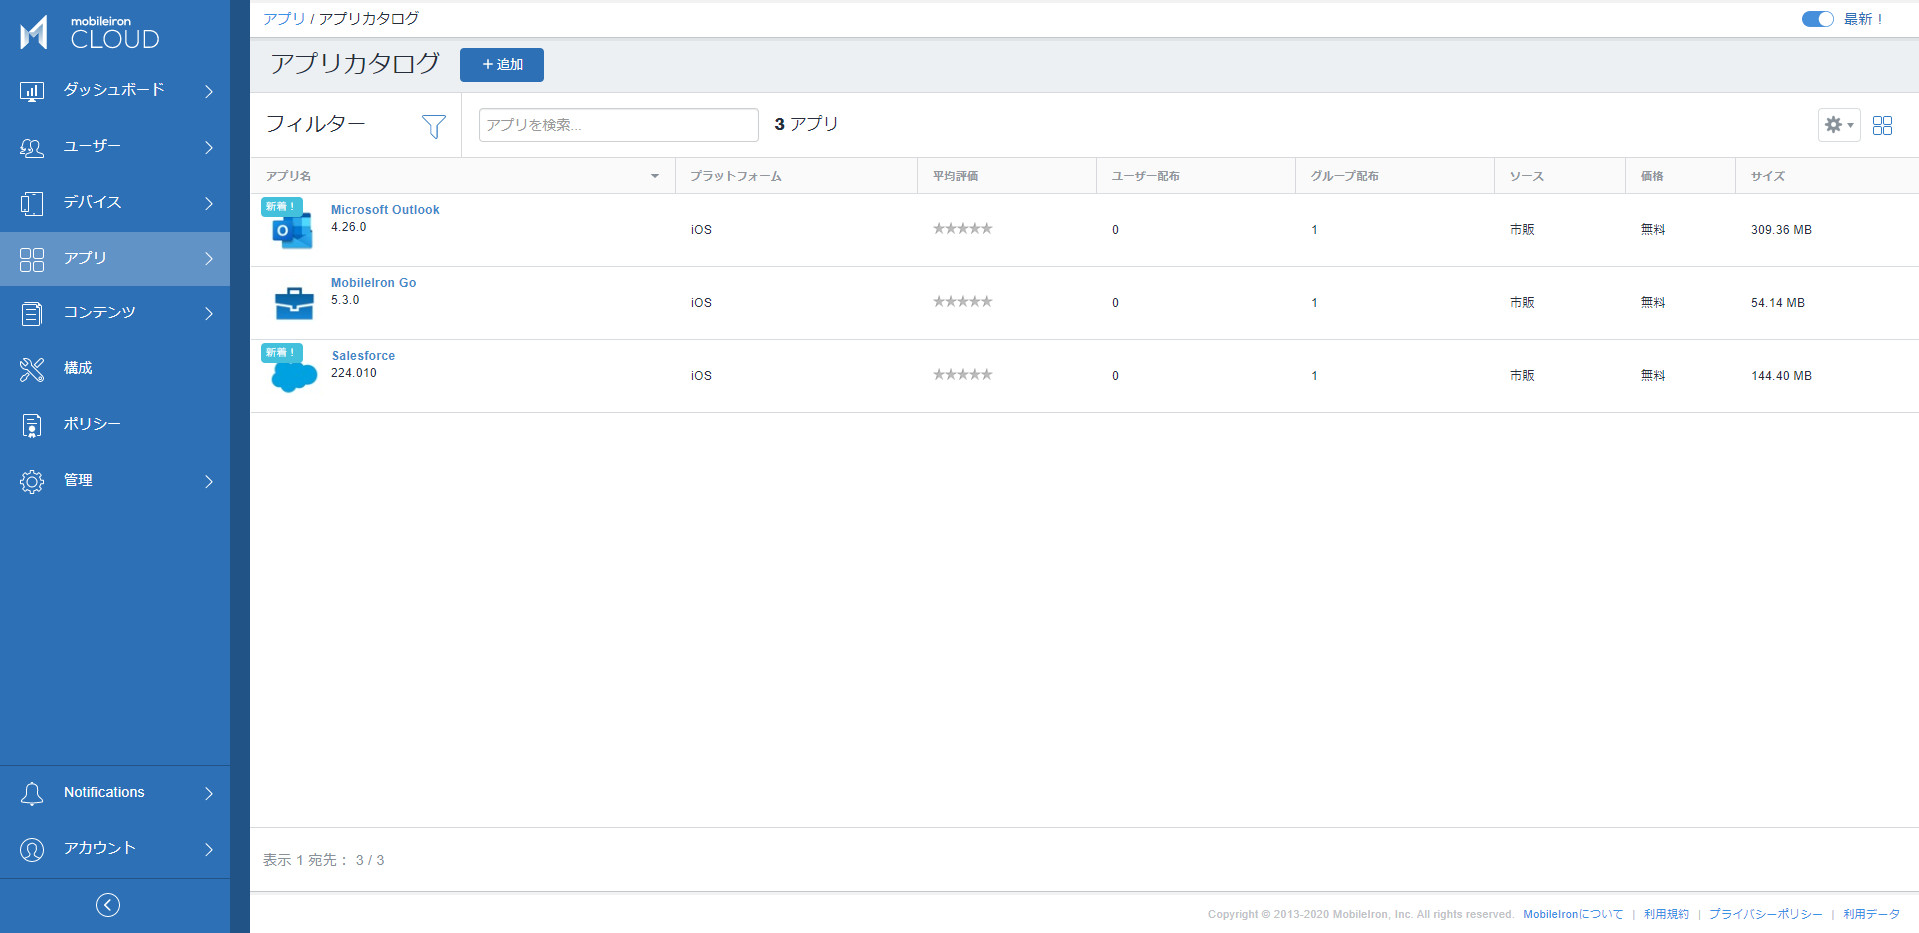 mobileiron
CLOUD
ダッシュボード
ユーザー
デバイス
アプリ
コンテンツ
構成
ポリシー
管理
Notifications
アカウント
アプリ / アプリカタログ
最新！
アプリカタログ
+ 追加
フィルター
アプリを検索...
3 アプリ
アプリ名 プラットフォーム 平均評価 ユーザー配布 グループ配布 ソース 価格 サイズ
新着！
Microsoft Outlook
4.26.0
iOS 0 1 市販 無料 309.36 MB
MobileIron Go
5.3.0
iOS 0 1 市販 無料 54.14 MB
新着！
Salesforce
224.010
iOS 0 1 市販 無料 144.40 MB
表示 1 宛先： 3 / 3
Copyright © 2013-2020 MobileIron, Inc. All rights reserved. MobileIronについて | 利用規約 | プライバシーポリシー | 利用データ